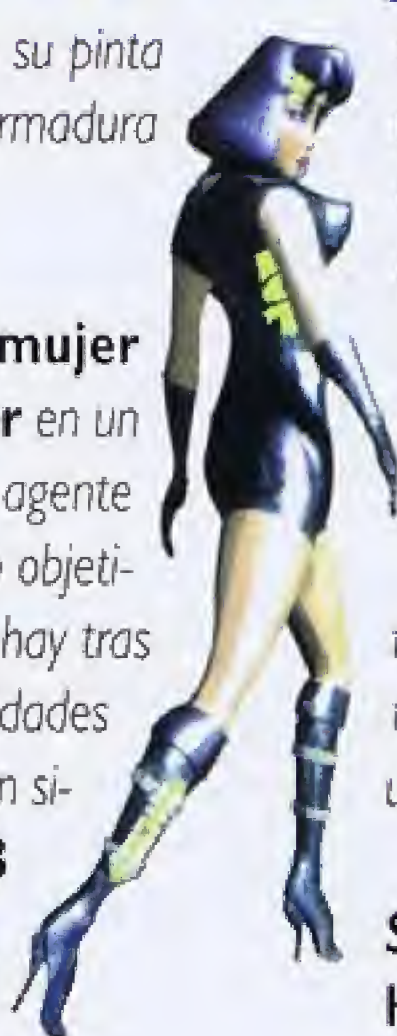 su pinta
rmadura
mujer
r en un
agente
objeti-
hay tras
dades
n si-